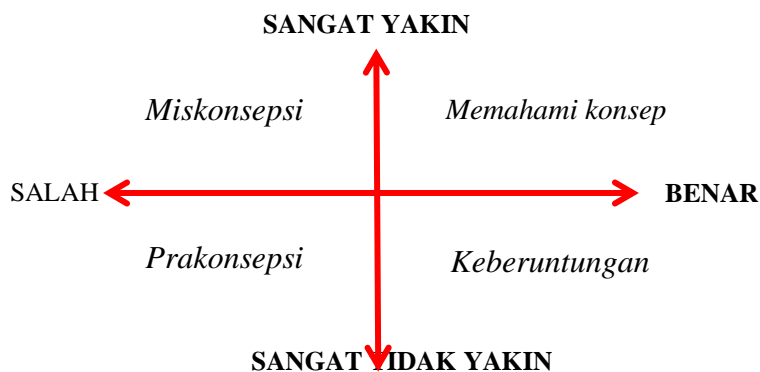 SANGAT YAKIN
Miskonsepsi
Memahami konsep
SALAH
BENAR
Prakonsepsi
Keberuntungan
SANGAT TIDAK YAKIN